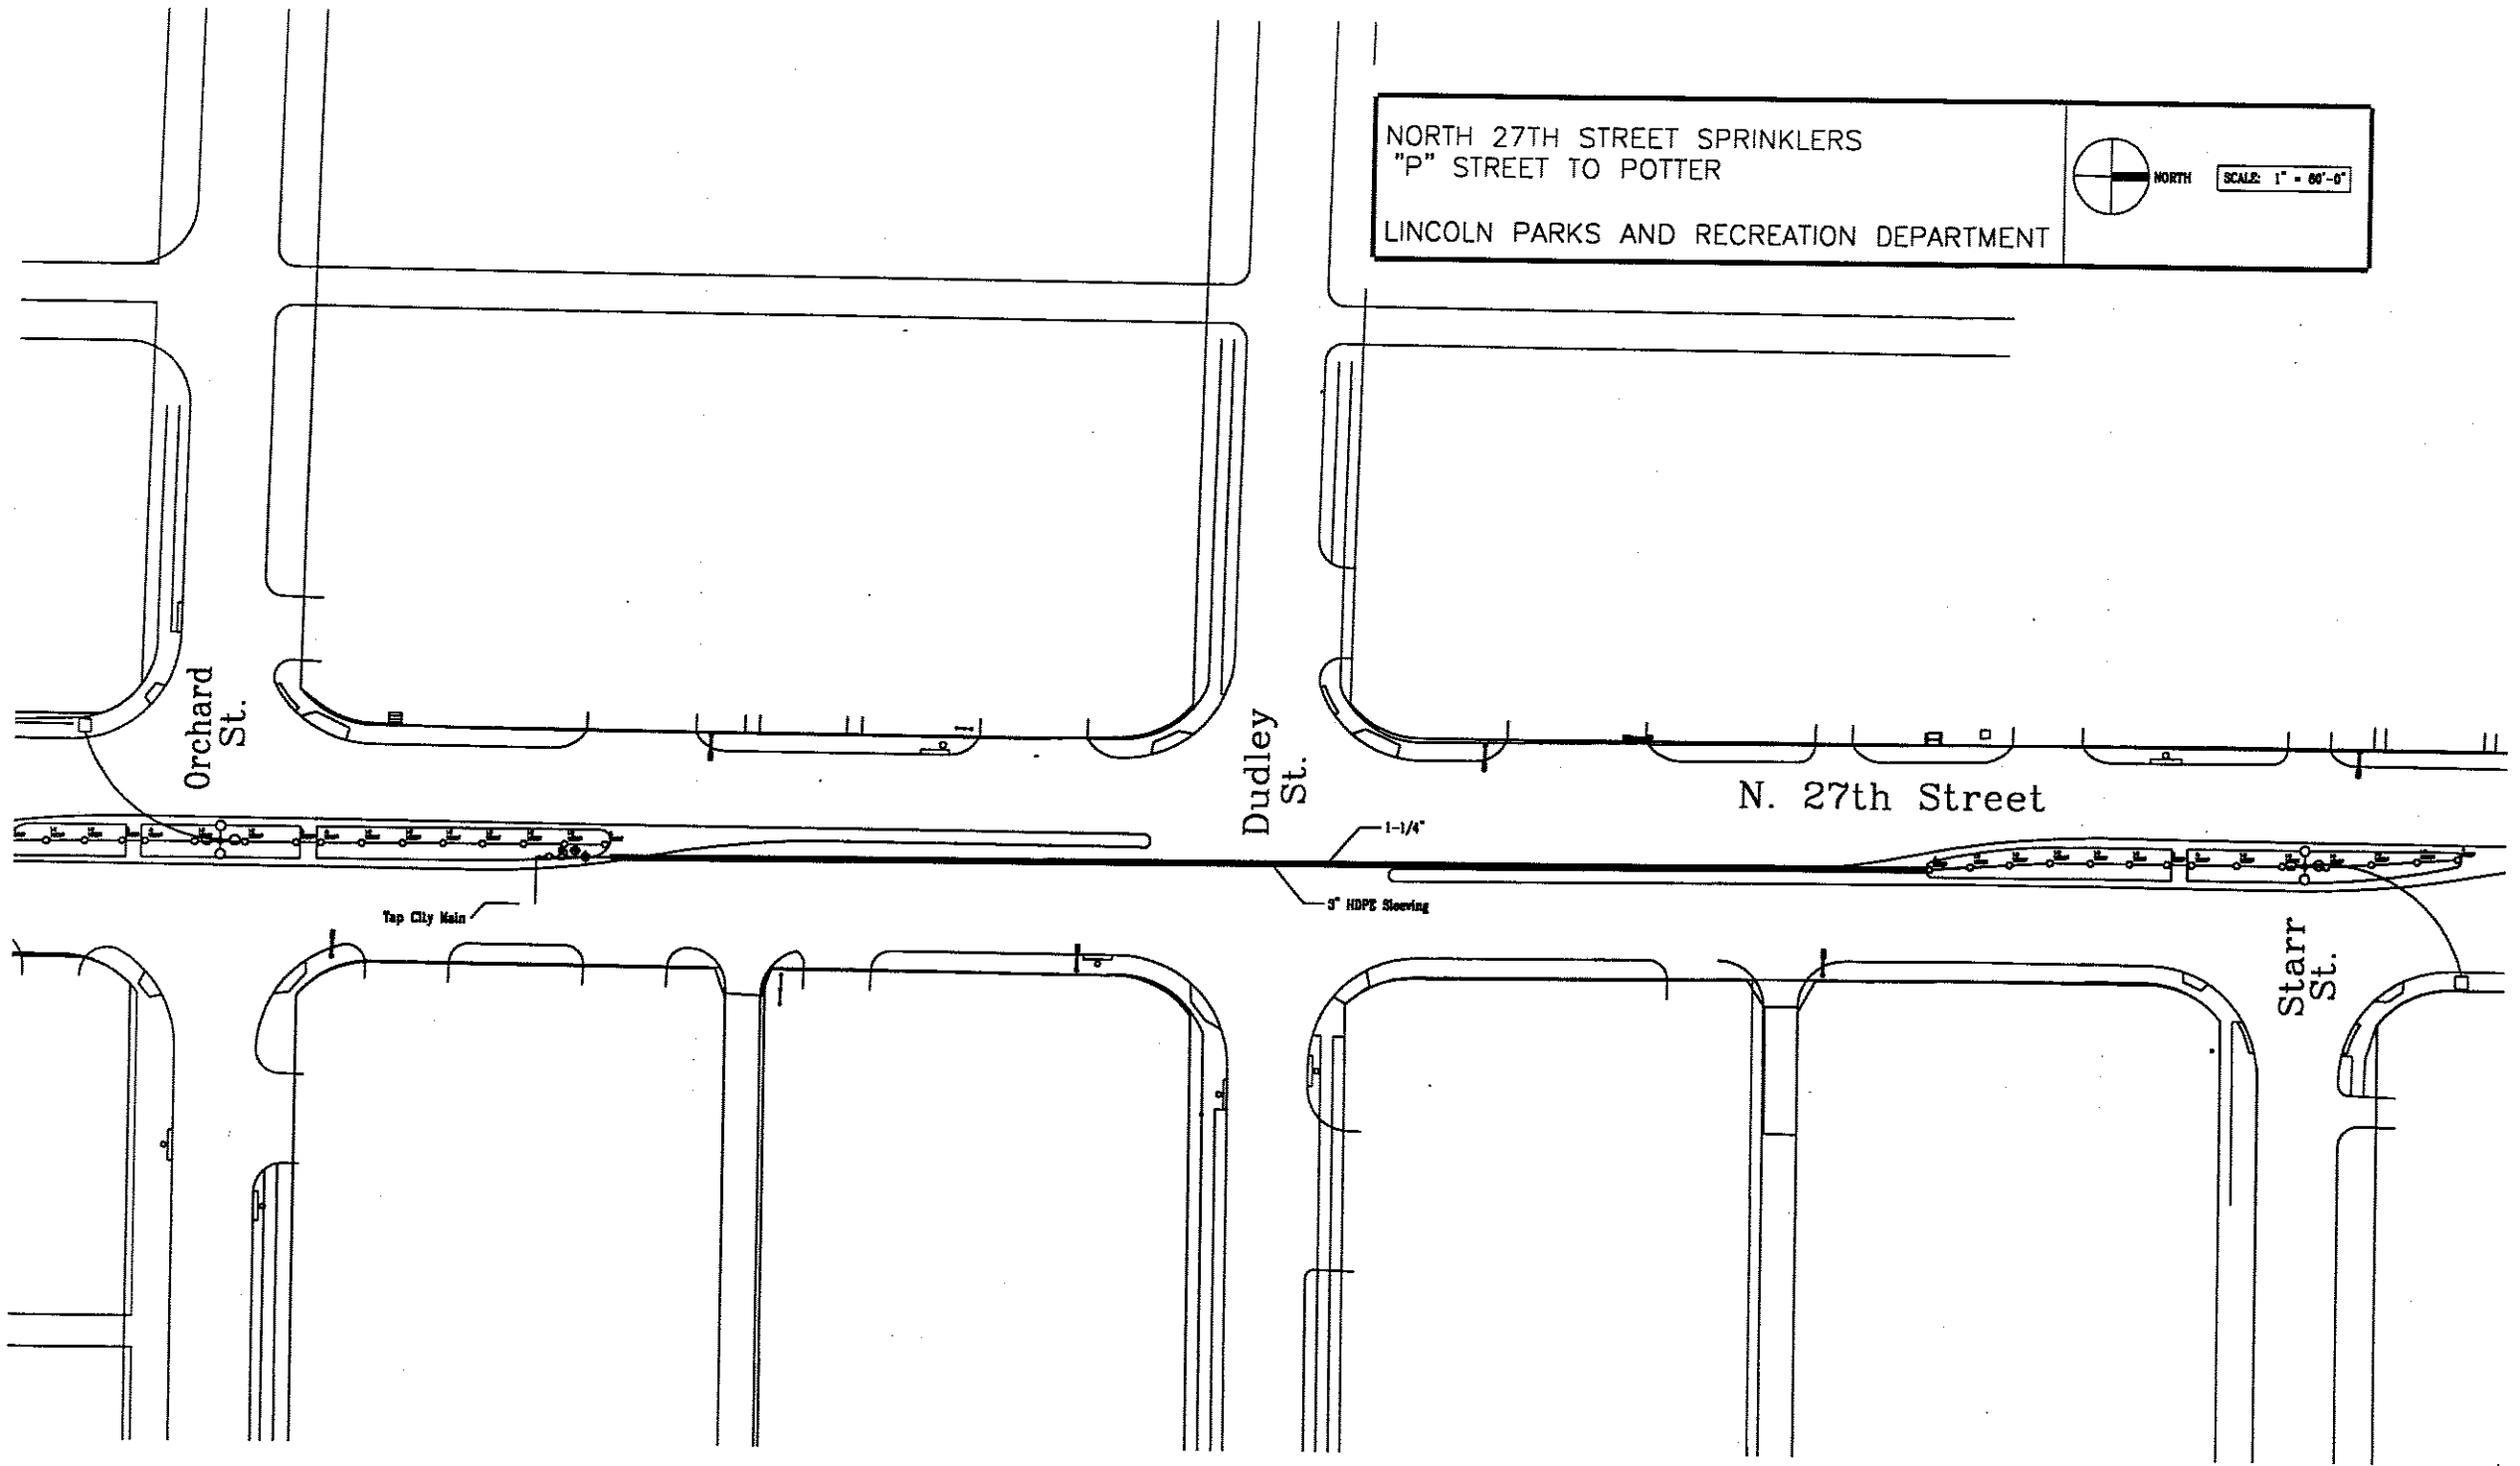 NORTH 27TH STREET SPRINKLERS
"P" STREET TO POTTER
LINCOLN PARKS AND RECREATION DEPARTMENT
NORTH
SCALE: 1" = 60'-0"
Orchard
St.
Dudley
St.
N. 27th Street
1-1/4"
Tap City Main
3" HDPE Sleeving
Starr
St.